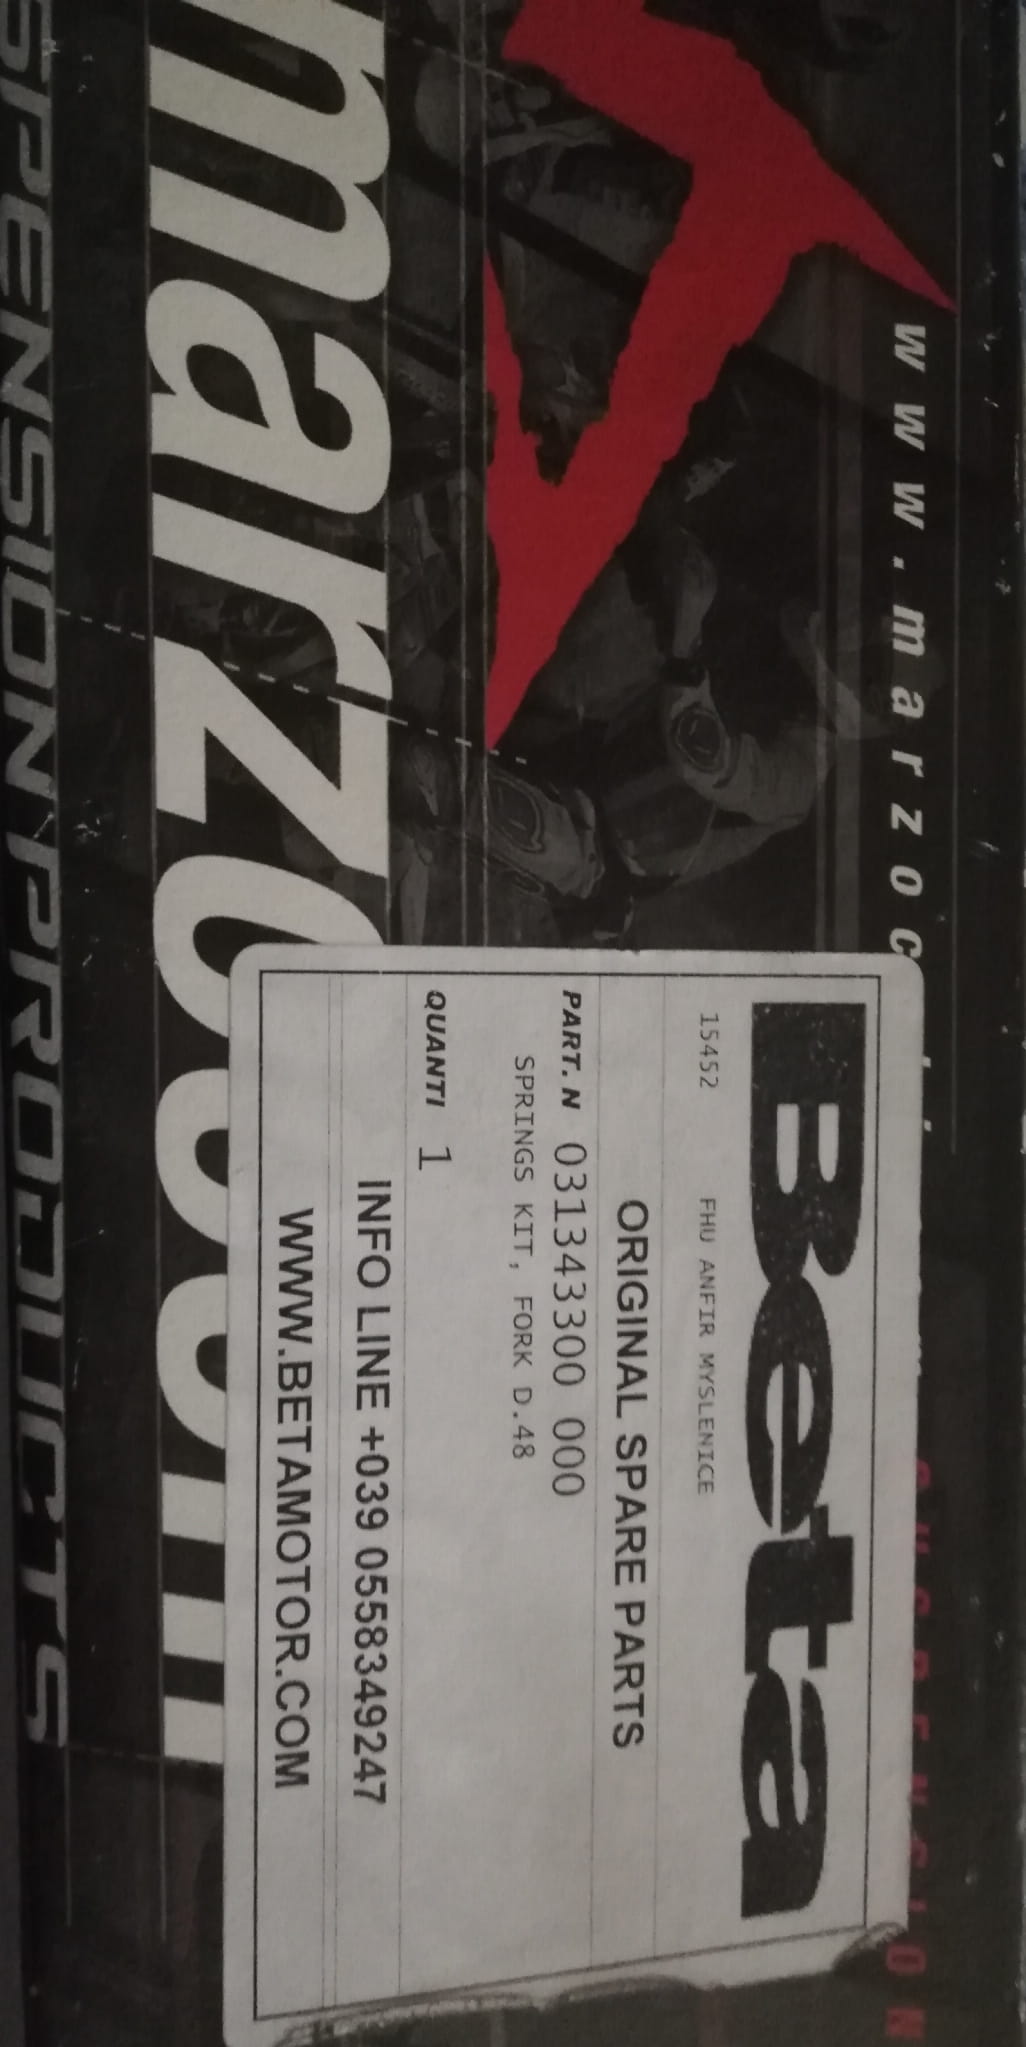 www.marzoc
marzocchi
SPENSION PRODUCTS
Beta
15452 FHU ANFIR MYSLENICE
ORIGINAL SPARE PARTS
PART. N 031343300 000
SPRINGS KIT, FORK D.48
QUANTI 1
INFO LINE +039 0558349247
WWW.BETAMOTOR.COM